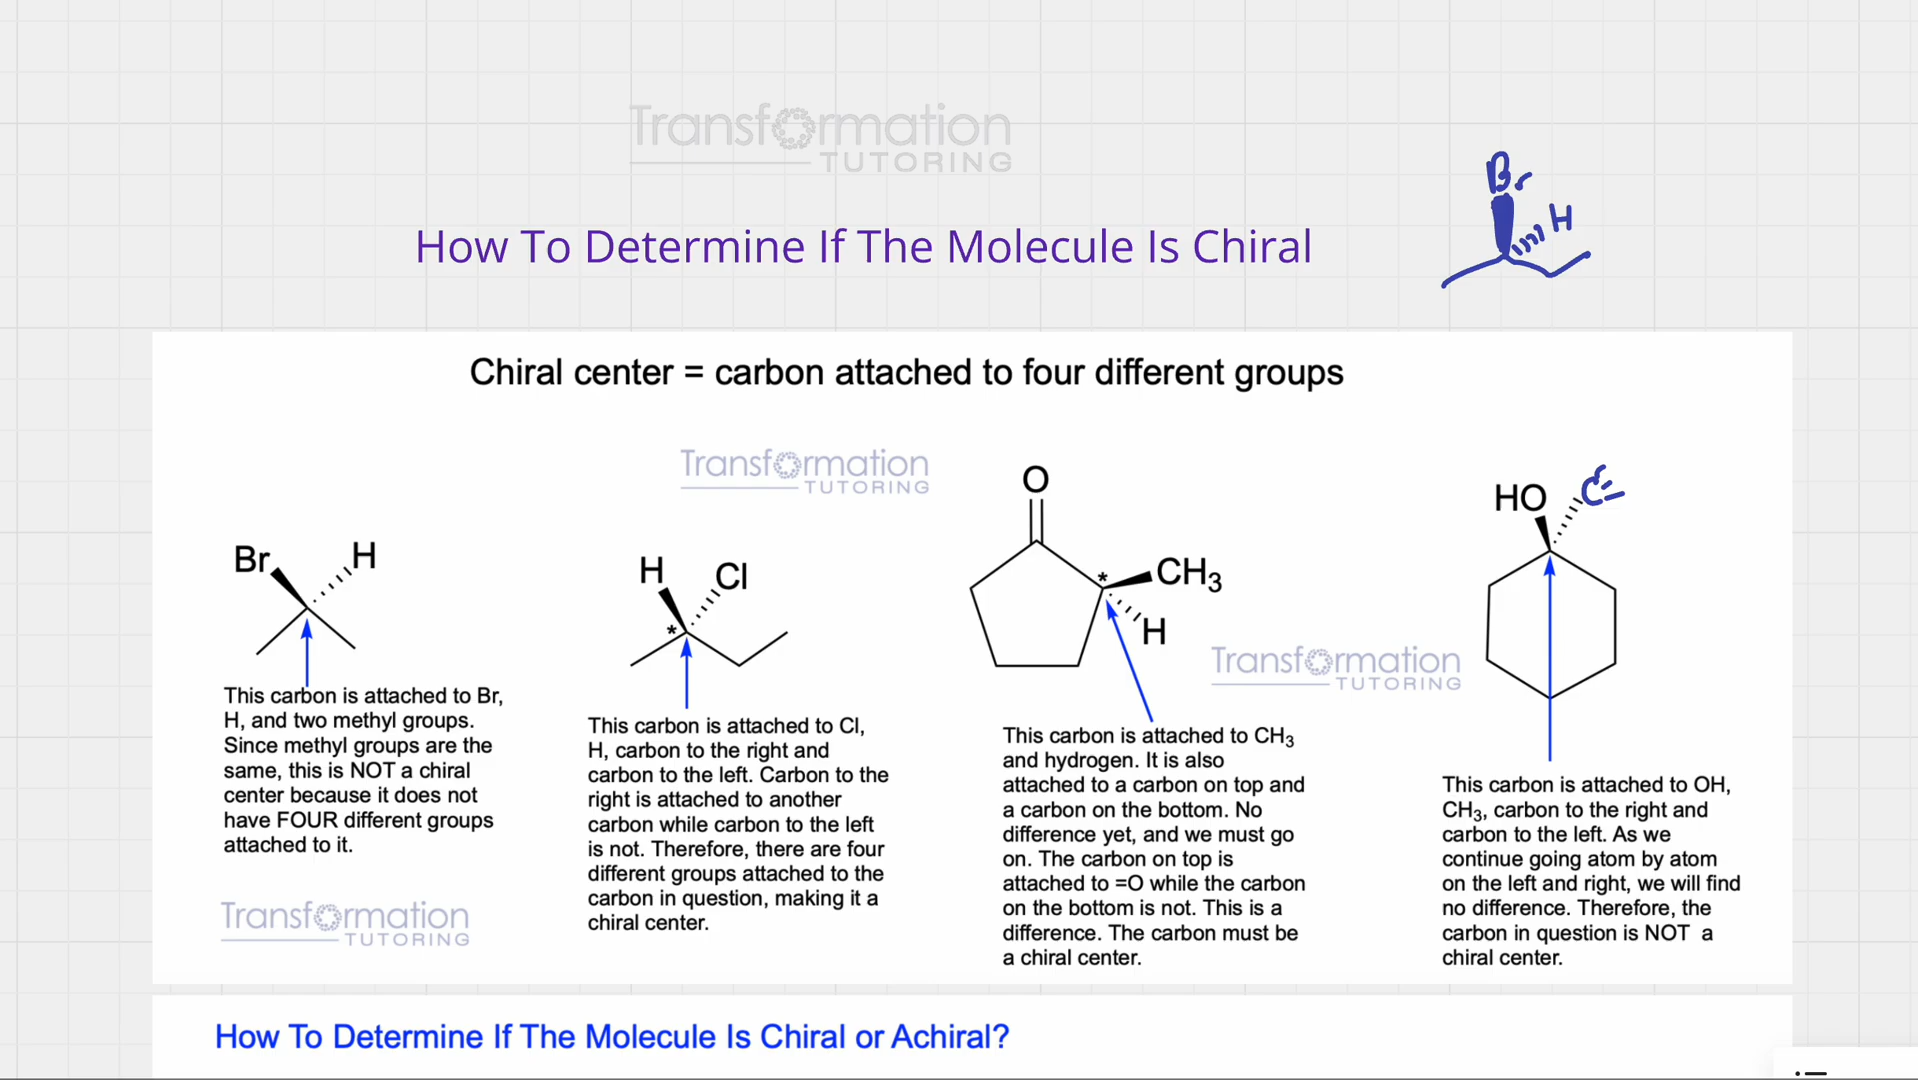 Transformation
TUTORING
Br
H
How To Determine If The Molecule Is Chiral
Chiral center = carbon attached to four different groups
Transformation
TUTORING
Br
H
This carbon is attached to Br,
H, and two methyl groups.
Since methyl groups are the
same, this is NOT a chiral
center because it does not
have FOUR different groups
attached to it.
Transformation
TUTORING
H
Cl
*
This carbon is attached to Cl,
H, carbon to the right and
carbon to the left. Carbon to the
right is attached to another
carbon while carbon to the left
is not. Therefore, there are four
different groups attached to the
carbon in question, making it a
chiral center.
O
*
CH3
H
This carbon is attached to CH3
and hydrogen. It is also
attached to a carbon on top and
a carbon on the bottom. No
difference yet, and we must go
on. The carbon on top is
attached to =O while the carbon
on the bottom is not. This is a
difference. The carbon must be
a chiral center.
Transformation
TUTORING
HO
This carbon is attached to OH,
CH3, carbon to the right and
carbon to the left. As we
continue going atom by atom
on the left and right, we will find
no difference. Therefore, the
carbon in question is NOT a
chiral center.
How To Determine If The Molecule Is Chiral or Achiral?